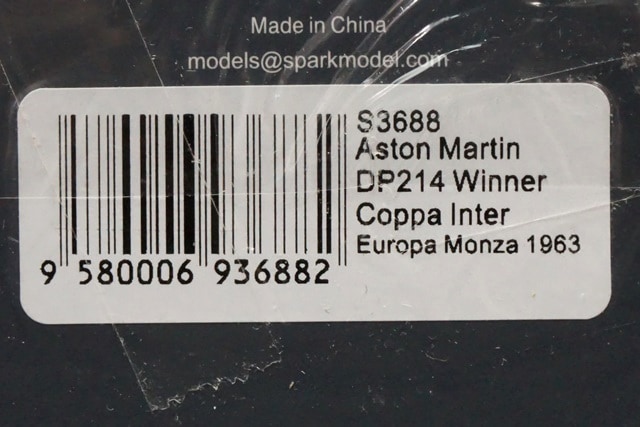 Made in China
models@sparkmodel.com
S3688
Aston Martin
DP214 Winner
Coppa Inter
Europa Monza 1963
9 580006 936882